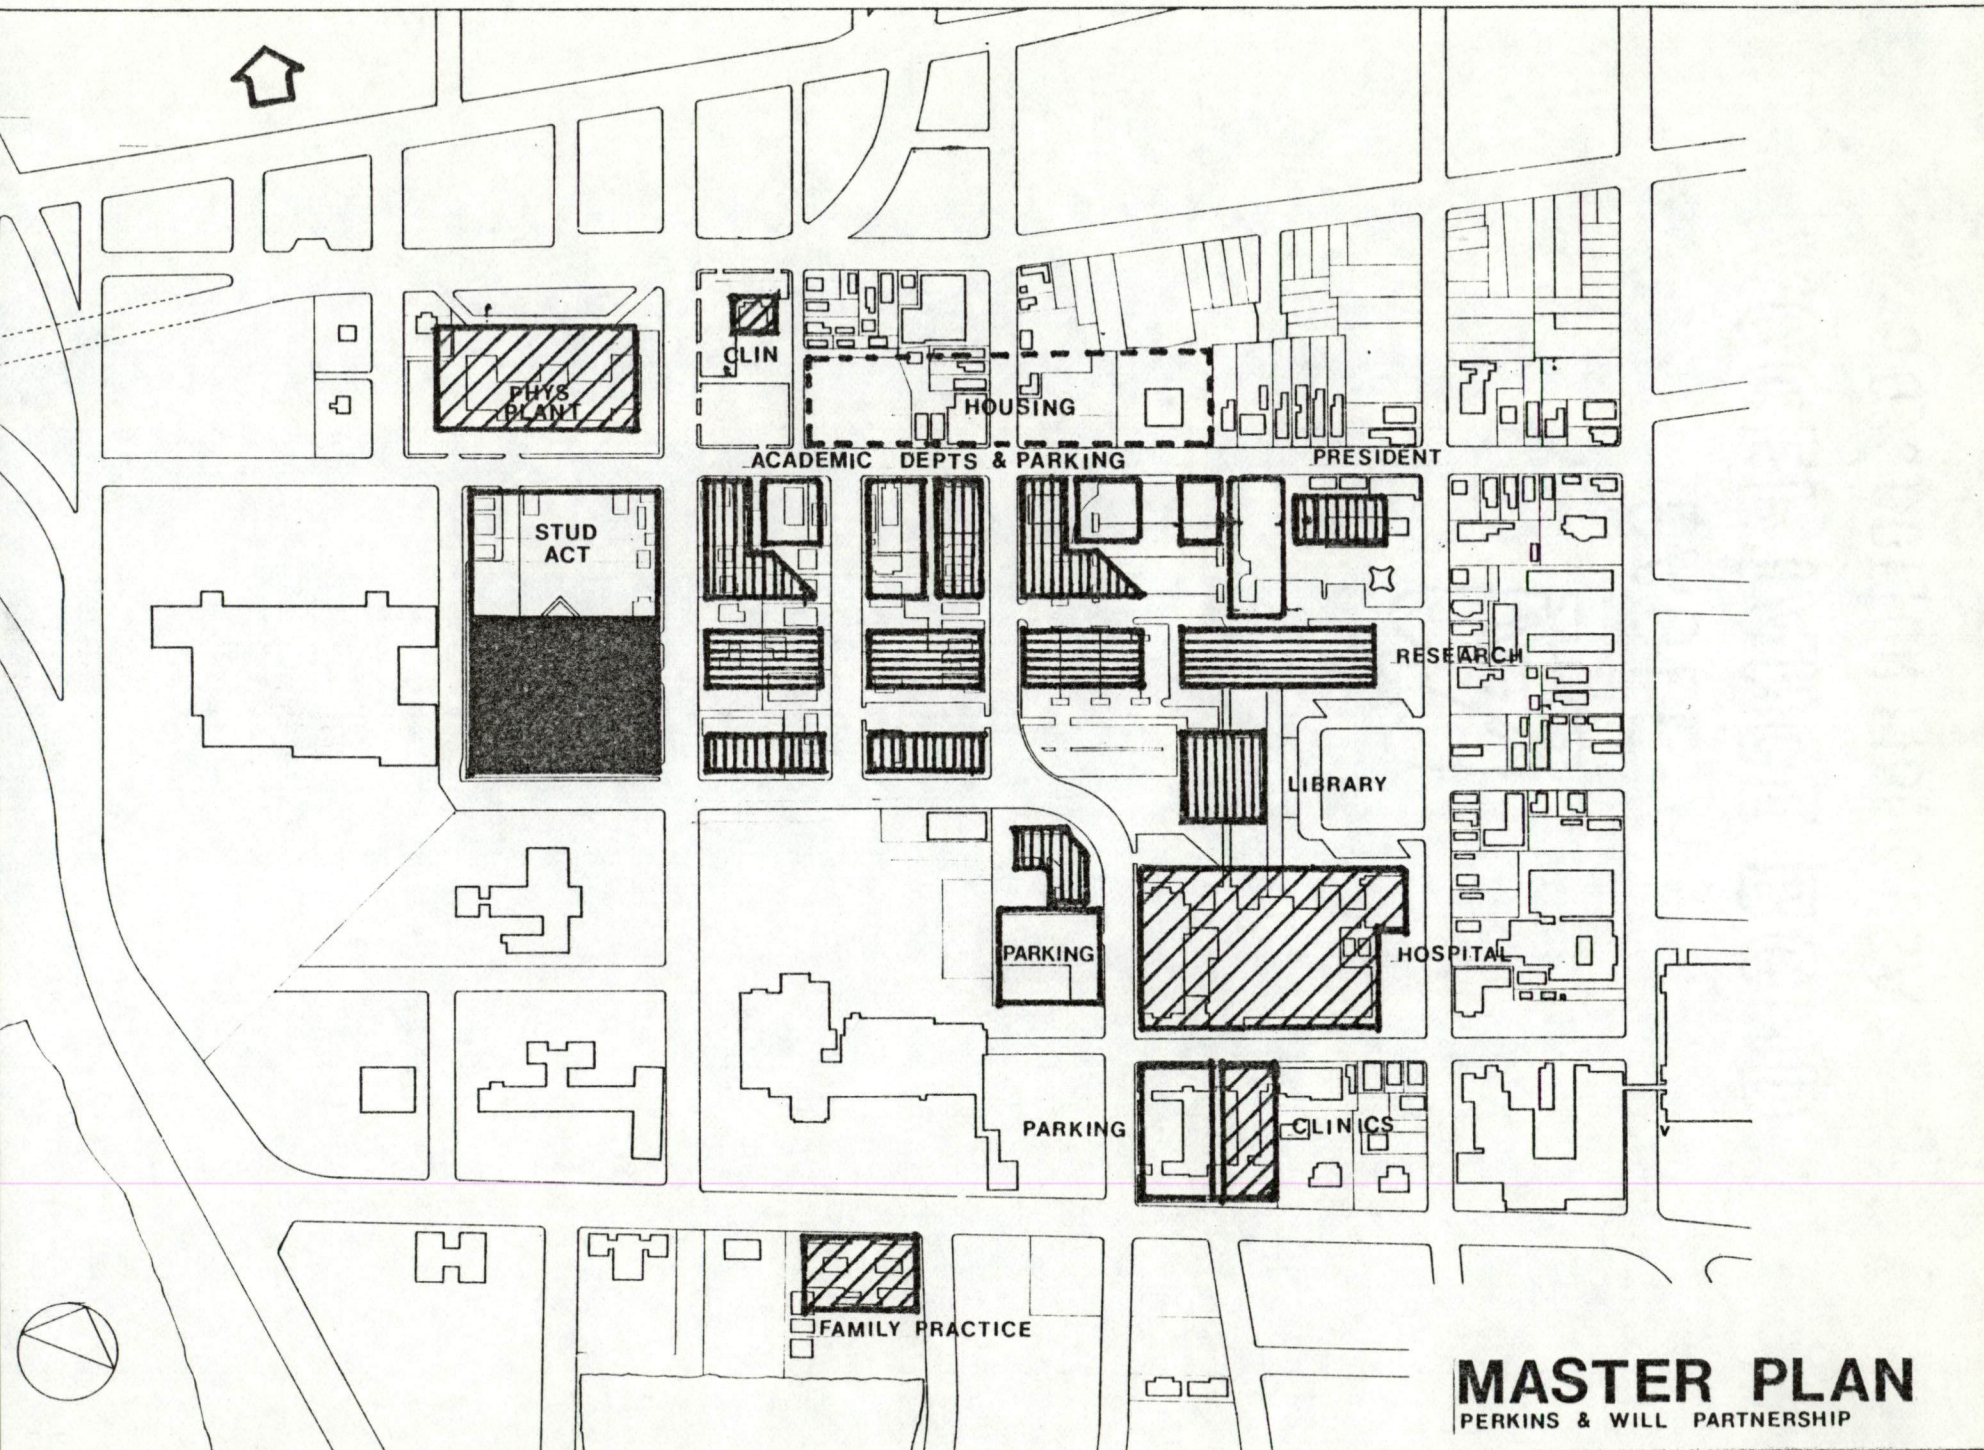 CLIN
PHYS
PLANT
HOUSING
ACADEMIC DEPTS & PARKING
PRESIDENT
STUD
ACT
RESEARCH
LIBRARY
PARKING
HOSPITAL
PARKING
CLINICS
FAMILY PRACTICE
MASTER PLAN
PERKINS & WILL PARTNERSHIP